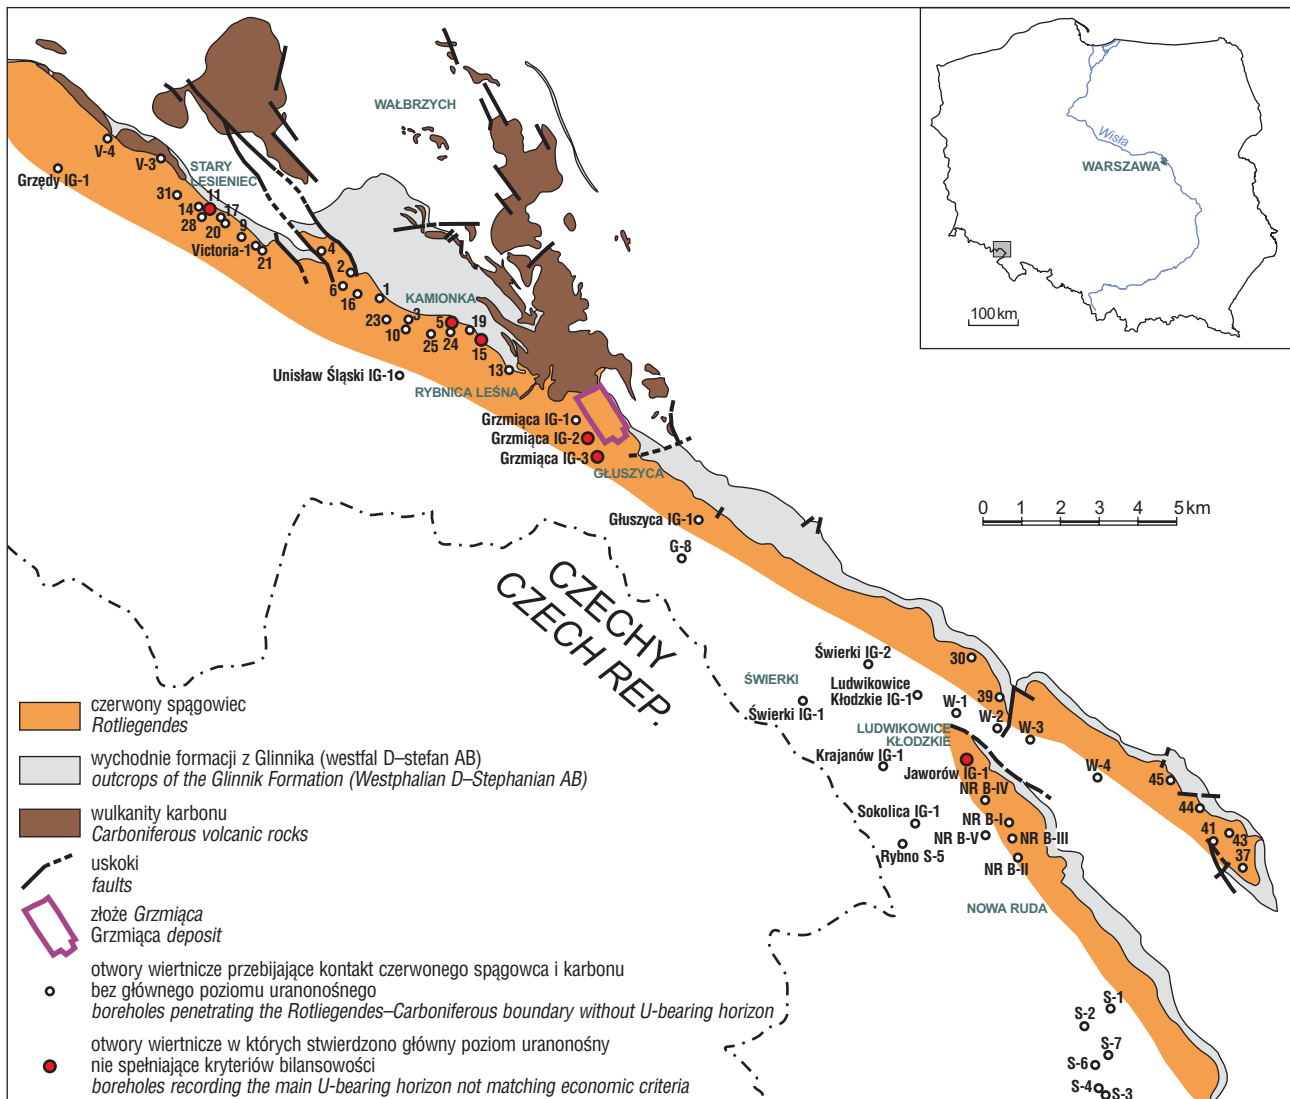 WAŁBRZYCH
Wisła
WARSZAWA
100 km
V-4
V-3
Grzędy IG-1
STARY
LESIENIEC
31
11
14
17
28
20
9
Victoria-1
21
4
2
6
16
1
KAMIONKA
23
3
10
5
19
25
24
15
13
Unisław Śląski IG-1
RYBNICA LEŚNA
Grzmiąca IG-1
Grzmiąca IG-2
Grzmiąca IG-3
GŁUSZYCA
Głuszyca IG-1
G-8
0 1 2 3 4 5 km
CZECHY
CZECH REP.
Świerki IG-2
30
ŚWIERKI
Ludwikowice
Kłodzkie IG-1
39
Świerki IG-1
W-1
W-2
W-3
LUDWIKOWICE
KŁODZKIE
Krajanów IG-1
Jaworów IG-1
W-4
45
NR B-IV
44
Sokolica IG-1
NR B-I
41
43
NR B-V
NR B-III
Rybno S-5
37
NR B-II
NOWA RUDA
S-1
S-2
S-7
S-6
S-4
S-3
czerwony spągowiec
Rotliegendes
wychodnie formacji z Glinnika (westfal D–stefan AB)
outcrops of the Glinnik Formation (Westphalian D–Stephanian AB)
wulkanity karbonu
Carboniferous volcanic rocks
uskoki
faults
złoże Grzmiąca
Grzmiąca deposit
otwory wiertnicze przebijające kontakt czerwonego spągowca i karbonu
bez głównego poziomu uranonośnego
boreholes penetrating the Rotliegendes–Carboniferous boundary without U-bearing horizon
otwory wiertnicze w których stwierdzono główny poziom uranonośny
nie spełniające kryteriów bilansowości
boreholes recording the main U-bearing horizon not matching economic criteria